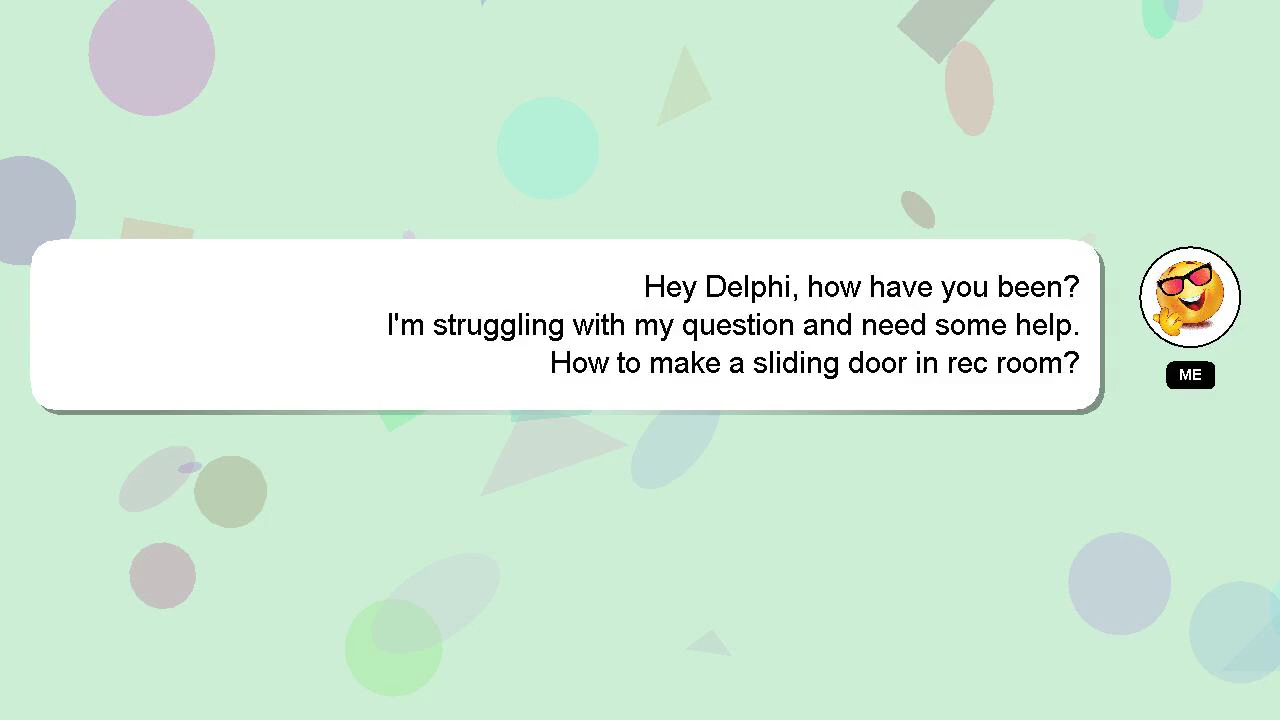 Hey Delphi, how have you been?
I'm struggling with my question and need some help.
How to make a sliding door in rec room?
ME